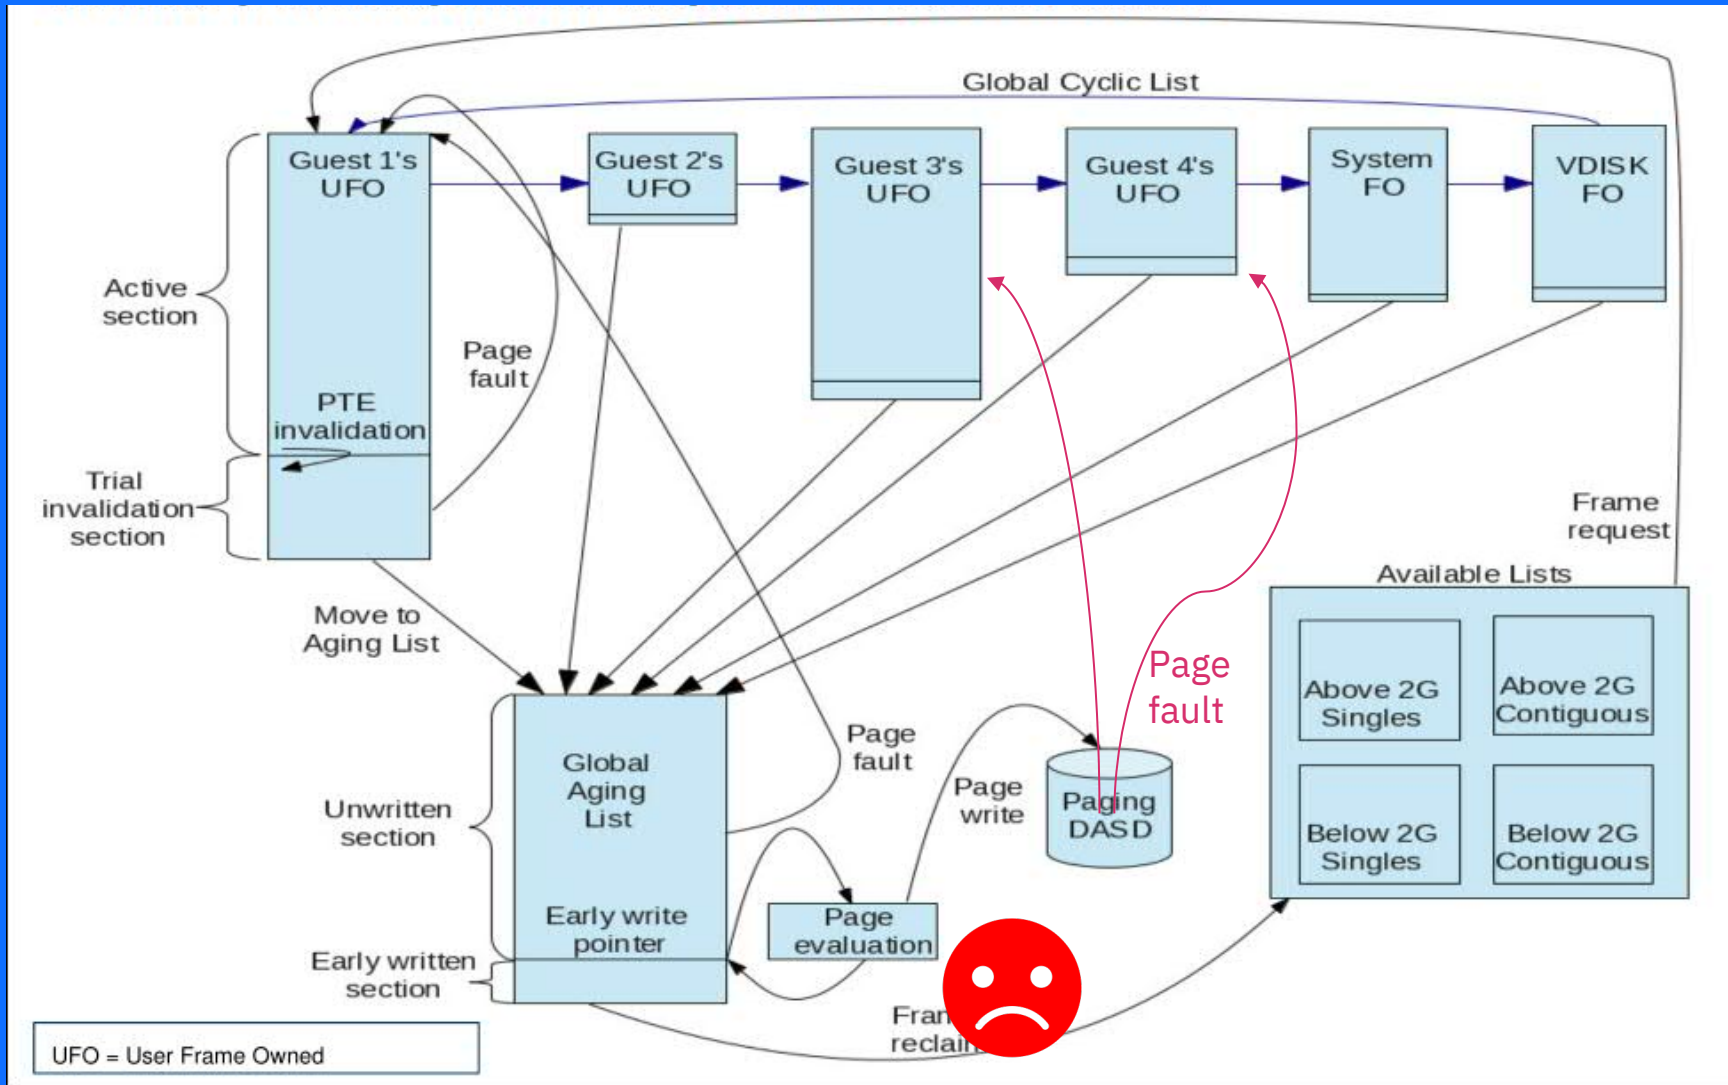 Global Cyclic List
Guest 1's
UFO
Guest 2's
UFO
Guest 3's
UFO
Guest 4's
UFO
System
FO
VDISK
FO
Active
section
Page
fault
PTE
invalidation
Trial
invalidation
section
Frame
request
Move to
Aging List
Available Lists
Above 2G
Singles
Above 2G
Contiguous
Below 2G
Singles
Below 2G
Contiguous
Page
fault
Page
fault
Global
Aging
List
Unwritten
section
Page
write
Paging
DASD
Early write
pointer
Page
evaluation
Early written
section
UFO = User Frame Owned